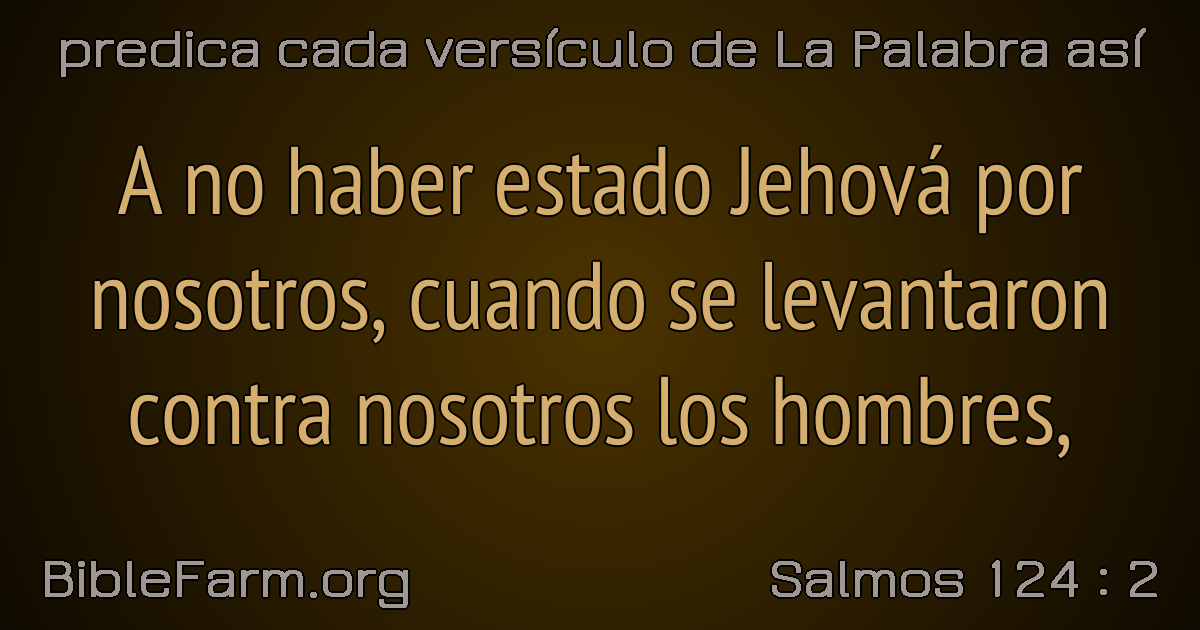 predica cada versículo de La Palabra así
A no haber estado Jehová por
nosotros, cuando se levantaron
contra nosotros los hombres,
BibleFarm.org
Salmos 124 : 2